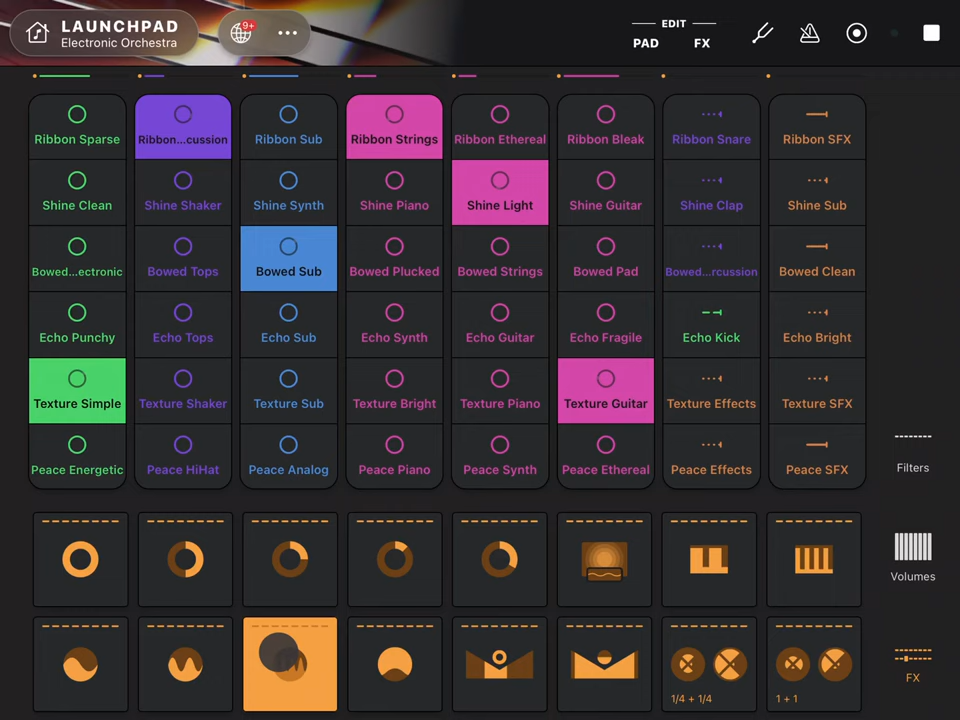 LAUNCHPAD
Electronic Orchestra
9+
EDIT
PAD
FX
Ribbon Sparse
Ribbon...cussion
Ribbon Sub
Ribbon Strings
Ribbon Ethereal
Ribbon Bleak
Ribbon Snare
Ribbon SFX
Shine Clean
Shine Shaker
Shine Synth
Shine Piano
Shine Light
Shine Guitar
Shine Clap
Shine Sub
Bowed...ectronic
Bowed Tops
Bowed Sub
Bowed Plucked
Bowed Strings
Bowed Pad
Bowed...rcussion
Bowed Clean
Echo Punchy
Echo Tops
Echo Sub
Echo Synth
Echo Guitar
Echo Fragile
Echo Kick
Echo Bright
Texture Simple
Texture Shaker
Texture Sub
Texture Bright
Texture Piano
Texture Guitar
Texture Effects
Texture SFX
Peace Energetic
Peace HiHat
Peace Analog
Peace Piano
Peace Synth
Peace Ethereal
Peace Effects
Peace SFX
Filters
Volumes
FX
1/4 + 1/4
1 + 1